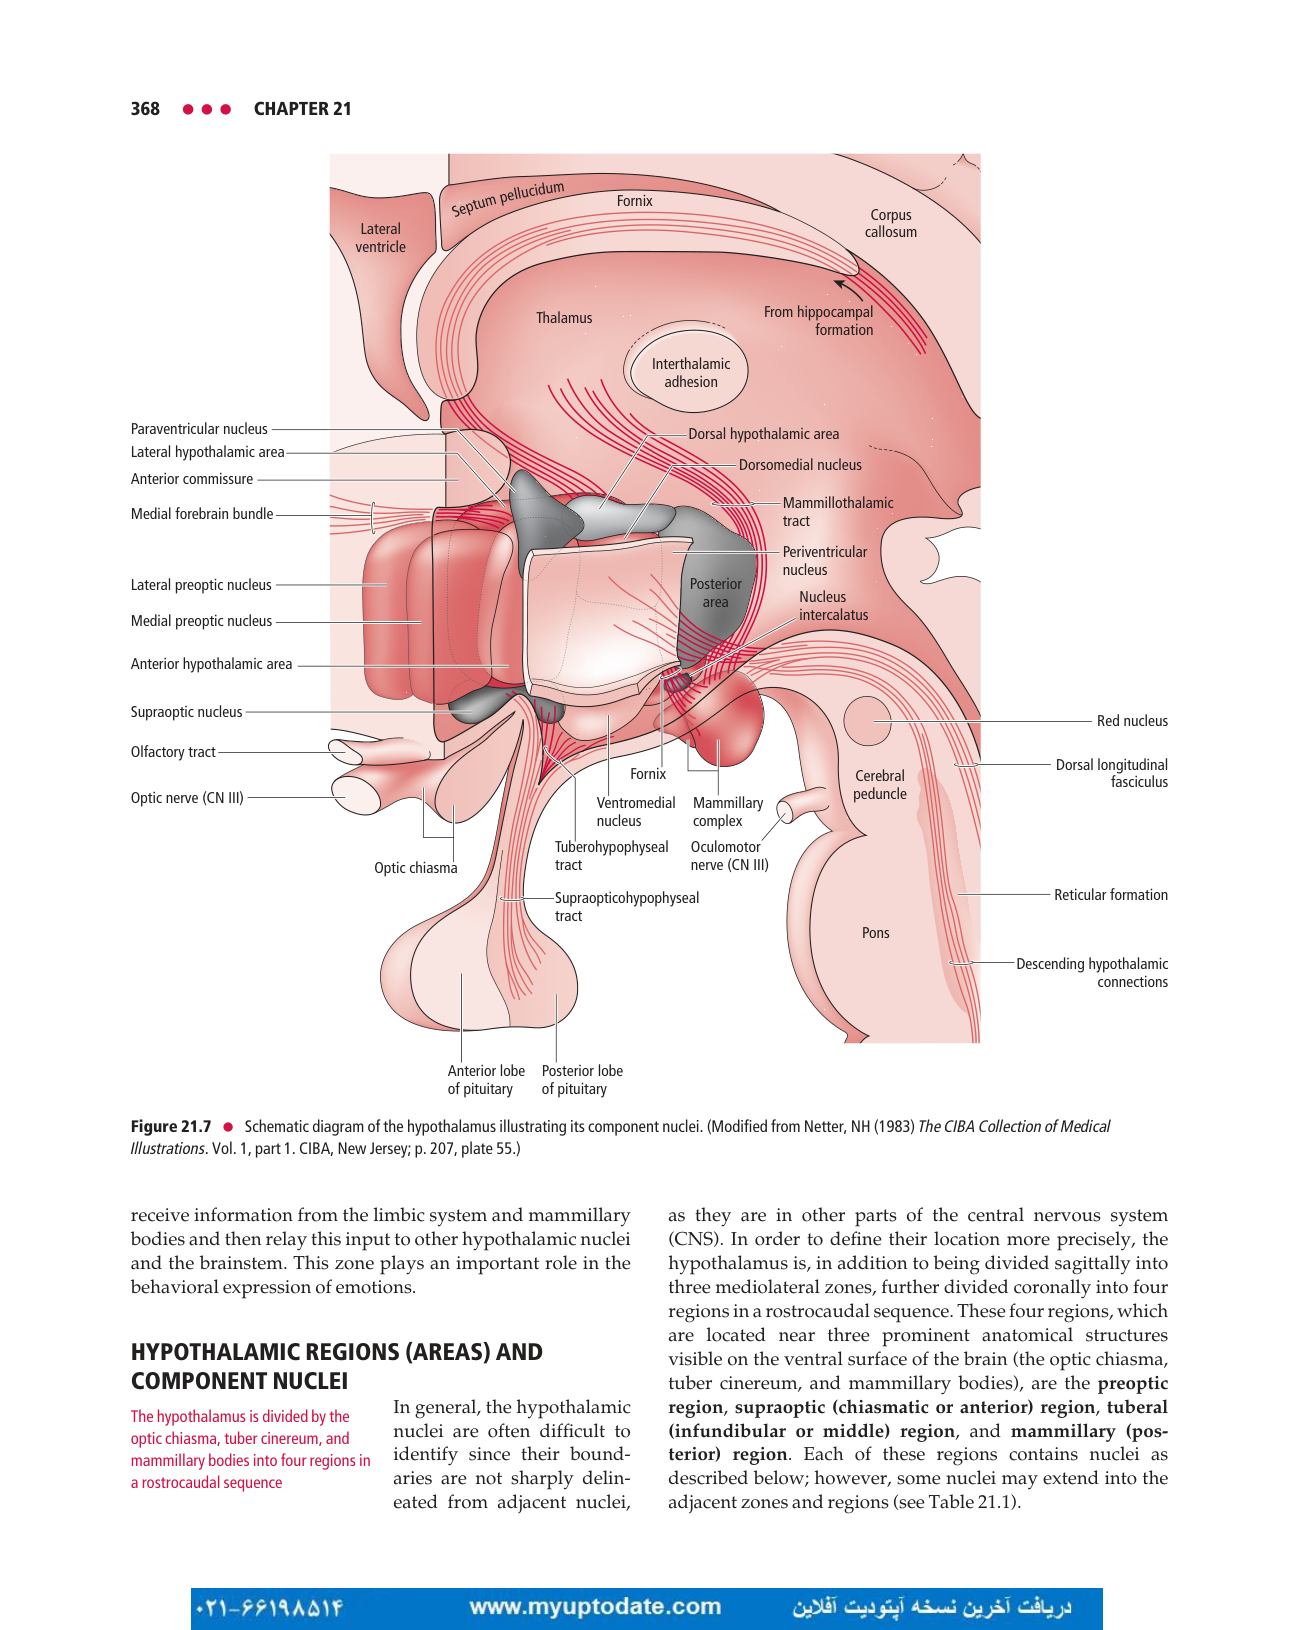 368 ● ● ● CHAPTER 21
Septum pellucidum
Fornix
Lateral
ventricle
Corpus
callosum
Thalamus
From hippocampal
formation
Interthalamic
adhesion
Paraventricular nucleus
Lateral hypothalamic area
Anterior commissure
Medial forebrain bundle
Lateral preoptic nucleus
Medial preoptic nucleus
Anterior hypothalamic area
Supraoptic nucleus
Olfactory tract
Optic nerve (CN III)
Dorsal hypothalamic area
Dorsomedial nucleus
Mammillothalamic
tract
Periventricular
nucleus
Posterior
area
Nucleus
intercalatus
Red nucleus
Dorsal longitudinal
fasciculus
Cerebral
peduncle
Fornix
Ventromedial
nucleus
Mammillary
complex
Tuberohypophyseal
tract
Oculomotor
nerve (CN III)
Optic chiasma
Supraopticohypophyseal
tract
Reticular formation
Pons
Descending hypothalamic
connections
Anterior lobe
of pituitary
Posterior lobe
of pituitary
Figure 21.7 ● Schematic diagram of the hypothalamus illustrating its component nuclei. (Modified from Netter, NH (1983) The CIBA Collection of Medical
Illustrations. Vol. 1, part 1. CIBA, New Jersey; p. 207, plate 55.)
receive information from the limbic system and mammillary
bodies and then relay this input to other hypothalamic nuclei
and the brainstem. This zone plays an important role in the
behavioral expression of emotions.
HYPOTHALAMIC REGIONS (AREAS) AND
COMPONENT NUCLEI
The hypothalamus is divided by the
optic chiasma, tuber cinereum, and
mammillary bodies into four regions in
a rostrocaudal sequence
In general, the hypothalamic
nuclei are often difficult to
identify since their bound-
aries are not sharply delin-
eated from adjacent nuclei,
as they are in other parts of the central nervous system
(CNS). In order to define their location more precisely, the
hypothalamus is, in addition to being divided sagittally into
three mediolateral zones, further divided coronally into four
regions in a rostrocaudal sequence. These four regions, which
are located near three prominent anatomical structures
visible on the ventral surface of the brain (the optic chiasma,
tuber cinereum, and mammillary bodies), are the preoptic
region, supraoptic (chiasmatic or anterior) region, tuberal
(infundibular or middle) region, and mammillary (pos-
terior) region. Each of these regions contains nuclei as
described below; however, some nuclei may extend into the
adjacent zones and regions (see Table 21.1).
۰۲۱-۶۶۱۹۸۵۱۴ www.myuptodate.com دریافت آخرین نسخه آپتودیت آفلاین